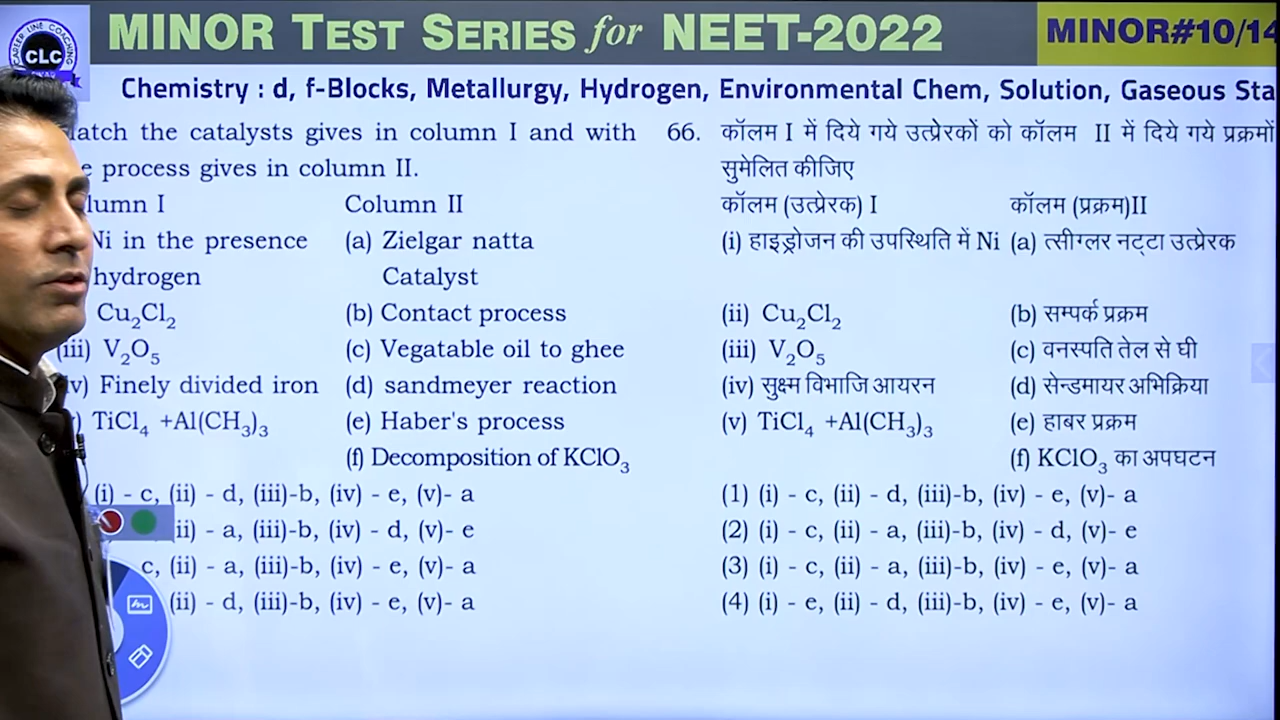 CAREER LINE COACHING
CLC
MINOR TEST SERIES for NEET-2022
MINOR#10/14
Chemistry : d, f-Blocks, Metallurgy, Hydrogen, Environmental Chem, Solution, Gaseous Sta
atch the catalysts gives in column I and with
process gives in column II.
lumn I Column II
Ni in the presence (a) Zielgar natta
hydrogen Catalyst
Cu₂Cl₂ (b) Contact process
(iii) V₂O₅ (c) Vegatable oil to ghee
iv) Finely divided iron (d) sandmeyer reaction
) TiCl₄ +Al(CH₃)₃ (e) Haber's process
(f) Decomposition of KClO₃
(i) - c, (ii) - d, (iii)-b, (iv) - e, (v)- a
ii) - a, (iii)-b, (iv) - d, (v)- e
c, (ii) - a, (iii)-b, (iv) - e, (v)- a
(ii) - d, (iii)-b, (iv) - e, (v)- a
66. कॉलम I में दिये गये उत्प्रेरकों को कॉलम II में दिये गये प्रक्रमों
सुमेलित कीजिए
कॉलम (उत्प्रेरक) I कॉलम (प्रक्रम)II
(i) हाइड्रोजन की उपस्थिति में Ni (a) त्सीग्लर नट्टा उत्प्रेरक
(ii) Cu₂Cl₂ (b) सम्पर्क प्रक्रम
(iii) V₂O₅ (c) वनस्पति तेल से घी
(iv) सुक्ष्म विभाजि आयरन (d) सेन्डमायर अभिक्रिया
(v) TiCl₄ +Al(CH₃)₃ (e) हाबर प्रक्रम
(f) KClO₃ का अपघटन
(1) (i) - c, (ii) - d, (iii)-b, (iv) - e, (v)- a
(2) (i) - c, (ii) - a, (iii)-b, (iv) - d, (v)- e
(3) (i) - c, (ii) - a, (iii)-b, (iv) - e, (v)- a
(4) (i) - e, (ii) - d, (iii)-b, (iv) - e, (v)- a